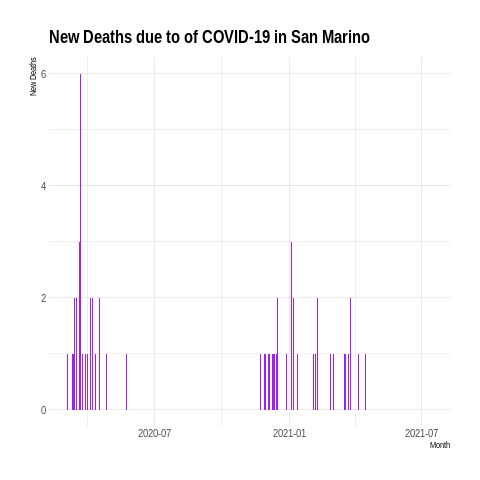 New Deaths due to of COVID-19 in San Marino
New Deaths
6
4
2
0
2020-07
2021-01
2021-07
Month